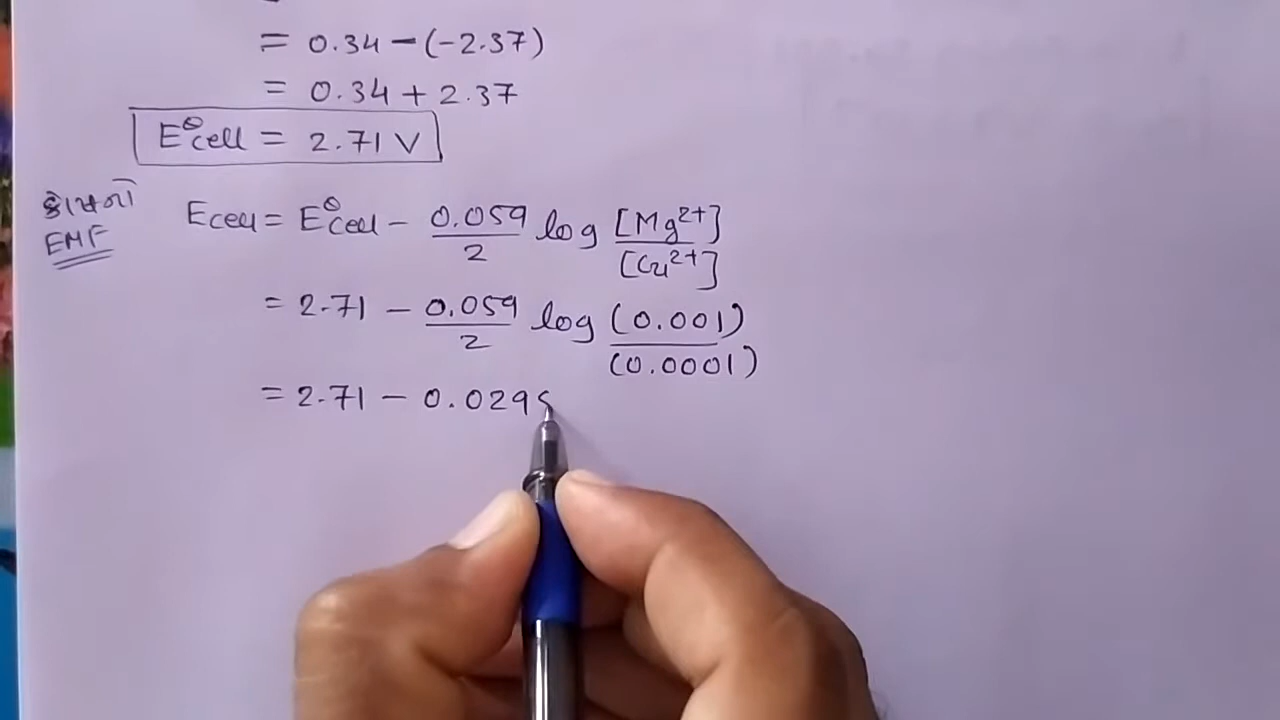 = 0.34 - (-2.37)
= 0.34 + 2.37
E⊖cell = 2.71 V
EMF
Ecell = E⊖cell - 0.059/2 log [Mg²⁺]/[Cu²⁺]
= 2.71 - 0.059/2 log (0.001)/(0.0001)
= 2.71 - 0.0295